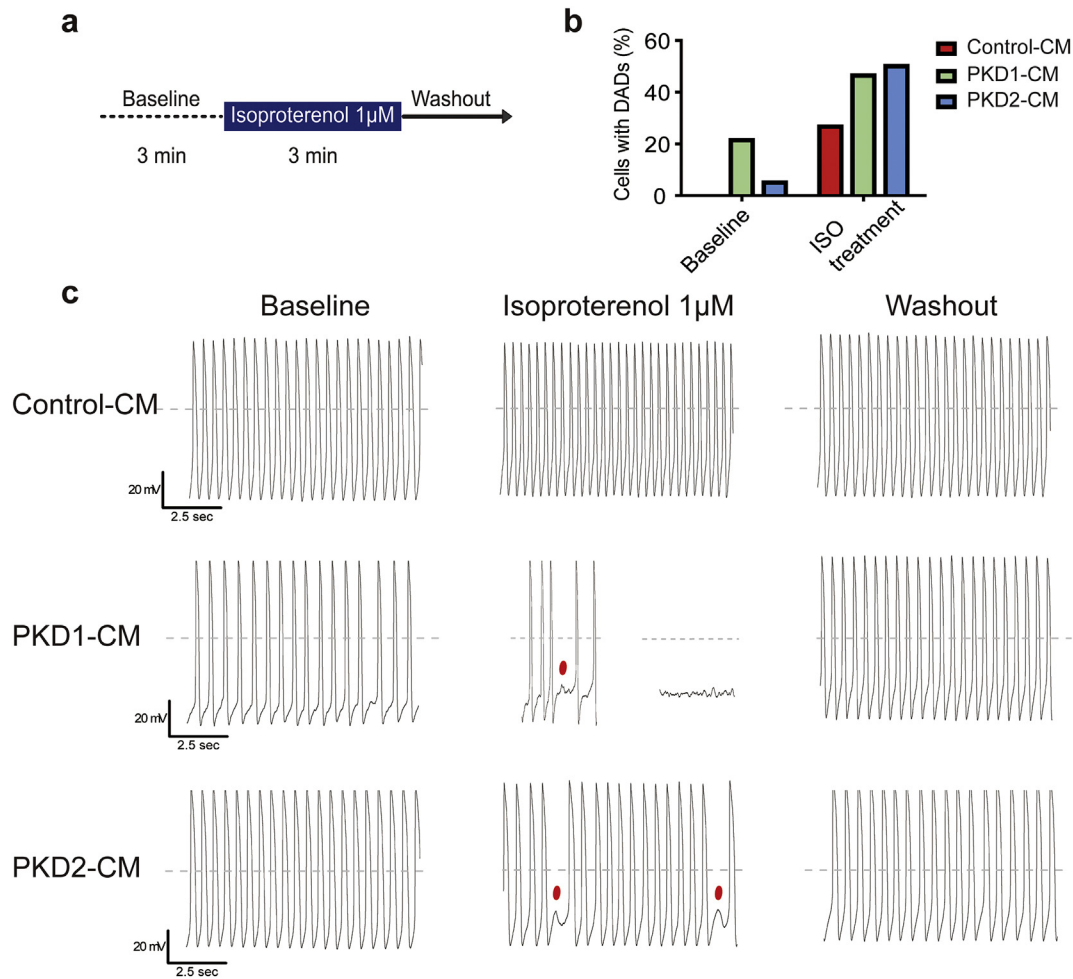 a
Baseline
Isoproterenol 1µM
Washout
3 min
3 min
b
Cells with DADs (%)
60
40
20
0
Baseline
ISO
treatment
Control-CM
PKD1-CM
PKD2-CM
c
Baseline
Isoproterenol 1µM
Washout
Control-CM
20 mV
2.5 sec
PKD1-CM
20 mV
2.5 sec
PKD2-CM
20 mV
2.5 sec